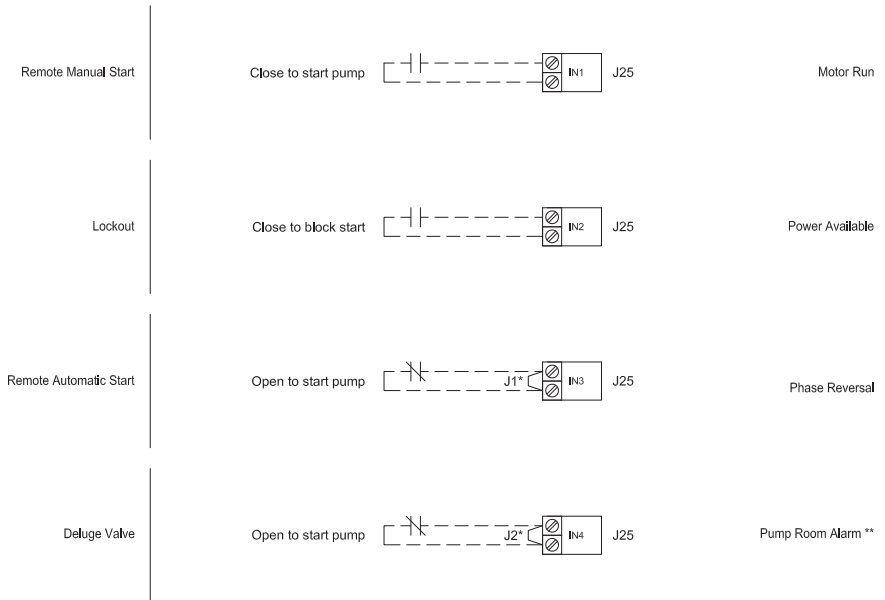 Remote Manual Start Close to start pump IN1 J25 Motor Run
Lockout Close to block start IN2 J25 Power Available
Remote Automatic Start Open to start pump J1* IN3 J25 Phase Reversal
Deluge Valve Open to start pump J2* IN4 J25 Pump Room Alarm **